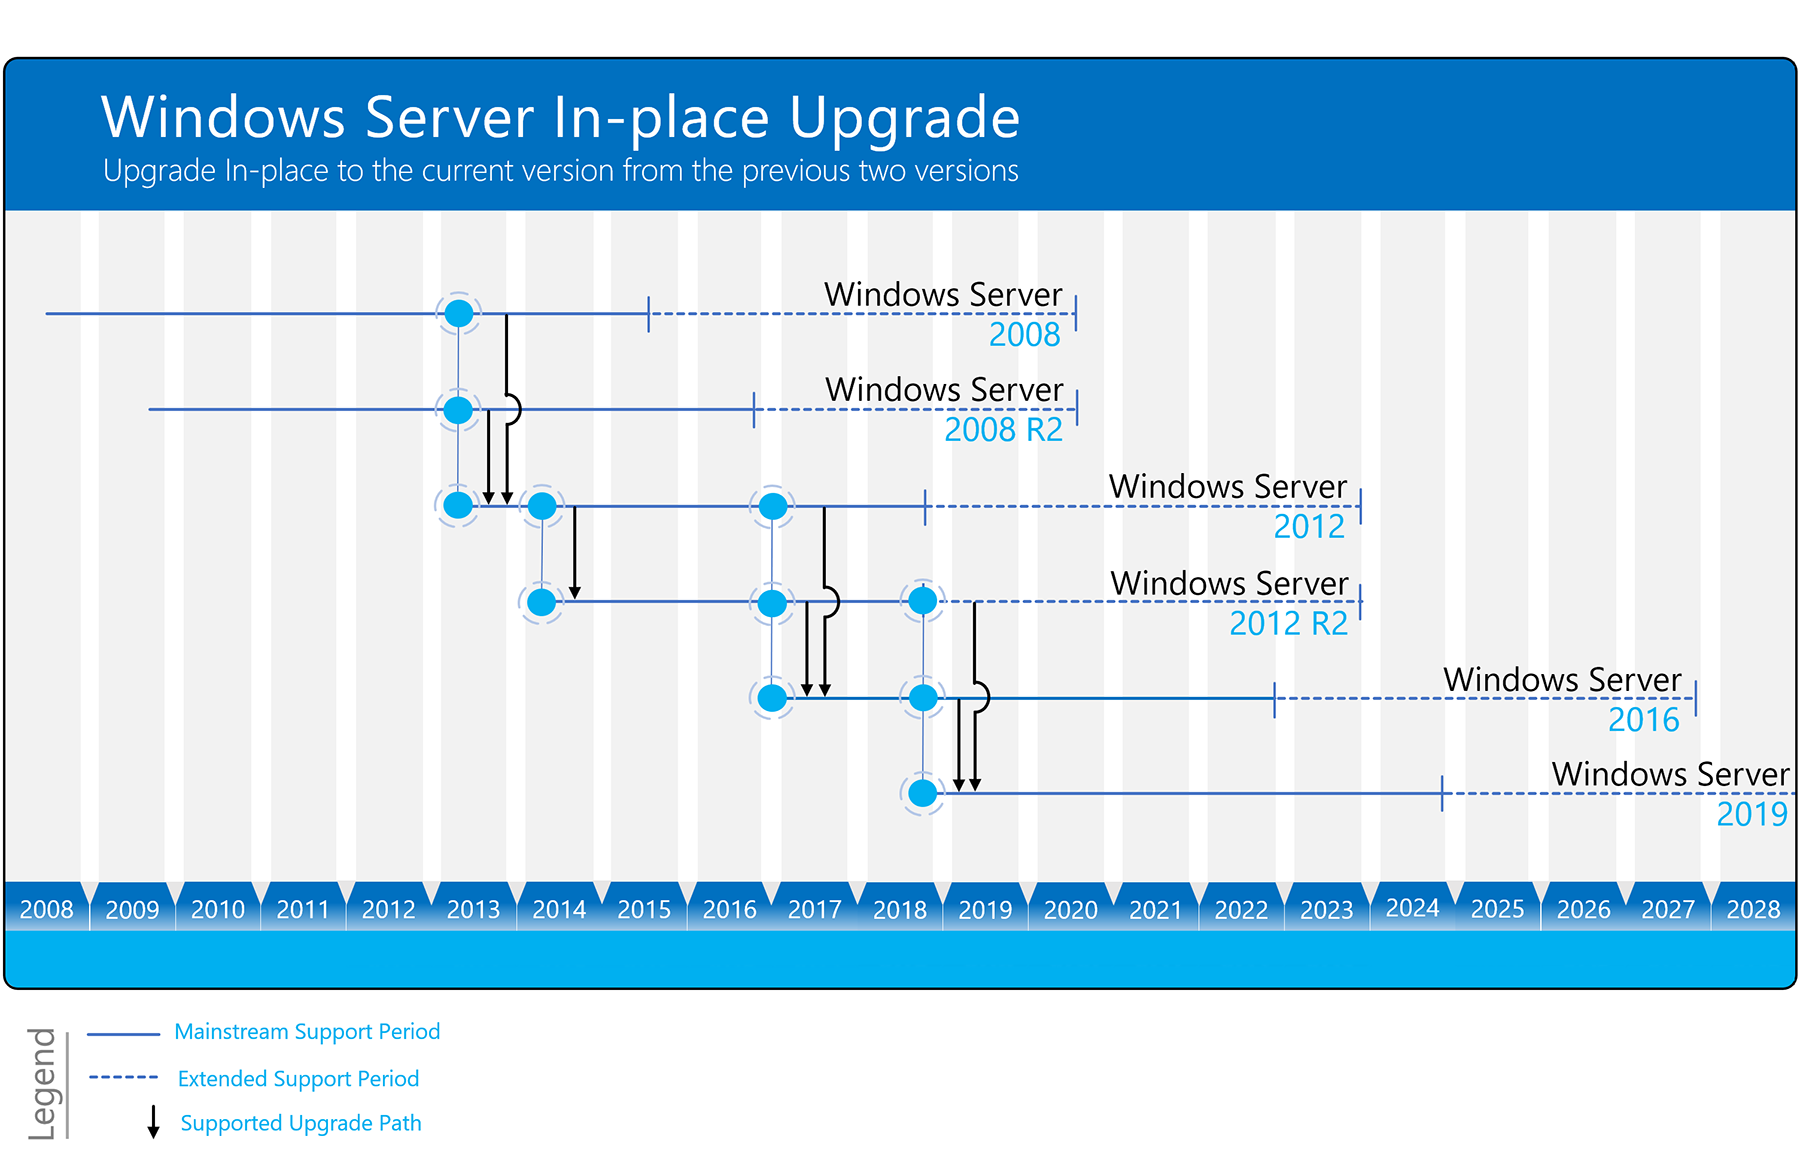 Windows Server In-place Upgrade
Upgrade In-place to the current version from the previous two versions
Windows Server
2008
Windows Server
2008 R2
Windows Server
2012
Windows Server
2012 R2
Windows Server
2016
Windows Server
2019
2008 2009 2010 2011 2012 2013 2014 2015 2016 2017 2018 2019 2020 2021 2022 2023 2024 2025 2026 2027 2028
Legend
Mainstream Support Period
Extended Support Period
Supported Upgrade Path